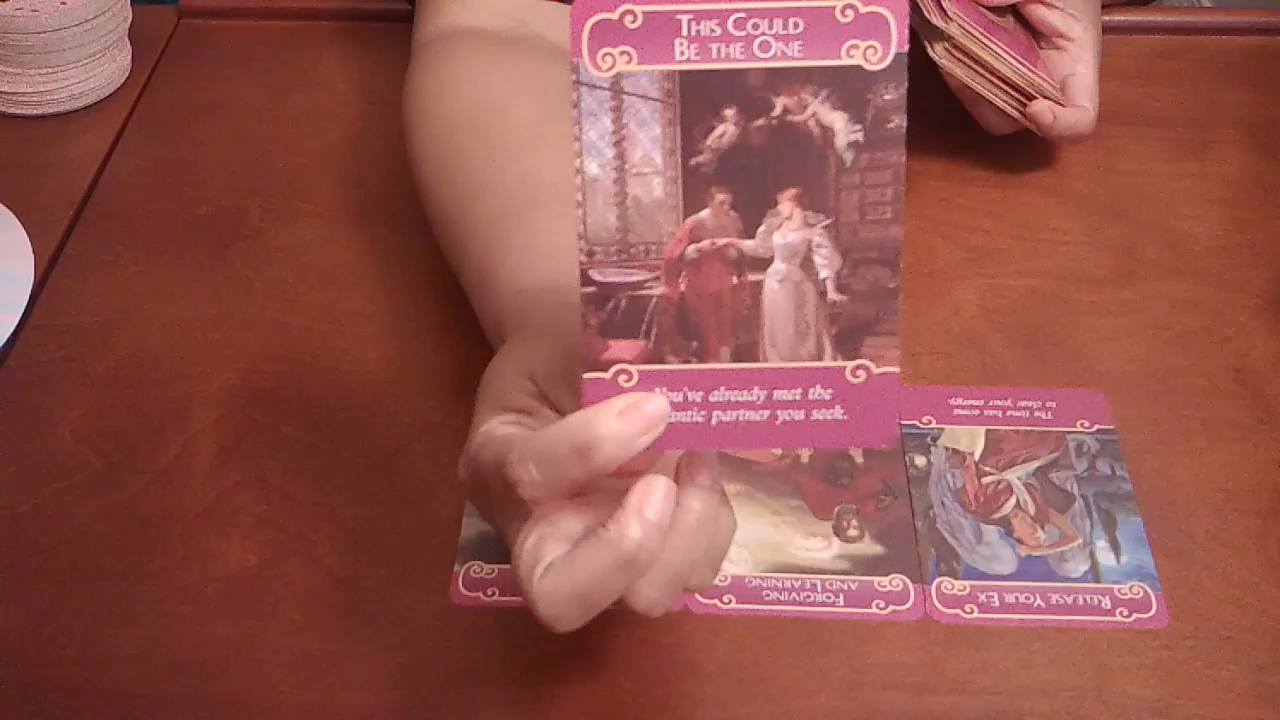 THIS COULD
BE THE ONE
You've already met the
antic partner you seek.
The time has come
to clear your energy.
FORGIVING
AND LEARNING
RELEASE YOUR EX